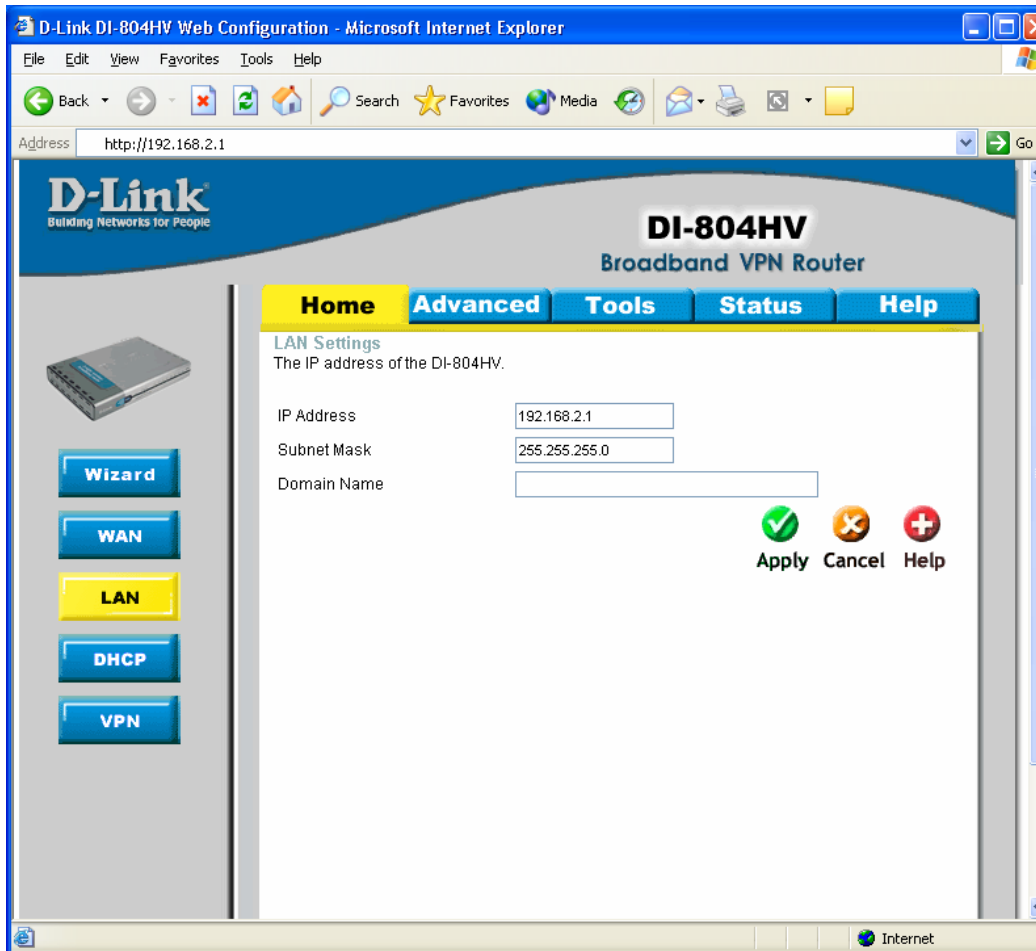 D-Link DI-804HV Web Configuration - Microsoft Internet Explorer
File Edit View Favorites Tools Help
Back Search Favorites Media
Address http://192.168.2.1 Go
D-Link
Building Networks for People
DI-804HV
Broadband VPN Router
Home Advanced Tools Status Help
LAN Settings
The IP address of the DI-804HV.
IP Address 192.168.2.1
Subnet Mask 255.255.255.0
Domain Name
Apply Cancel Help
Wizard
WAN
LAN
DHCP
VPN
Internet